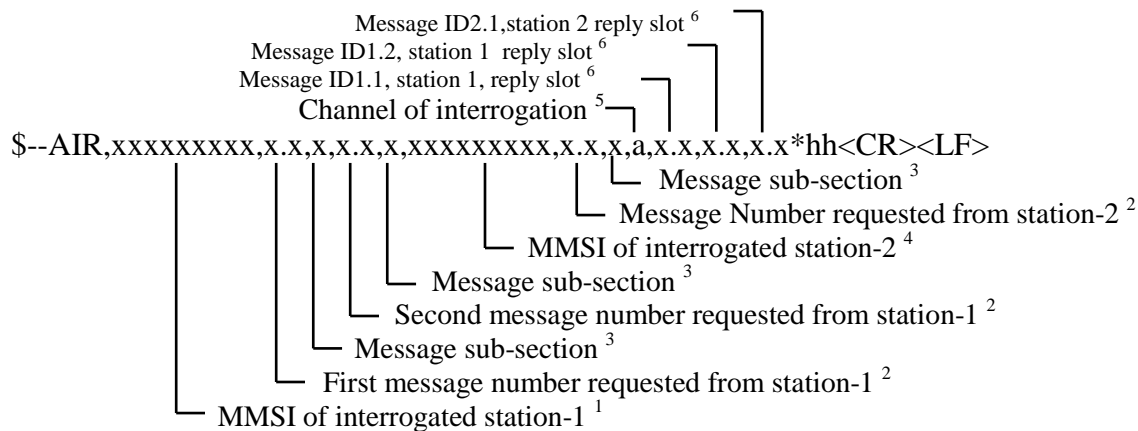 Message ID2.1,station 2 reply slot 6
Message ID1.2, station 1 reply slot 6
Message ID1.1, station 1, reply slot 6
Channel of interrogation 5
$--AIR,xxxxxxxxx,x.x,x,x.x,x,xxxxxxxxx,x.x,x,a,x.x,x.x,x.x*hh<CR><LF>
Message sub-section 3
Message Number requested from station-2 2
MMSI of interrogated station-2 4
Message sub-section 3
Second message number requested from station-1 2
Message sub-section 3
First message number requested from station-1 2
MMSI of interrogated station-1 1